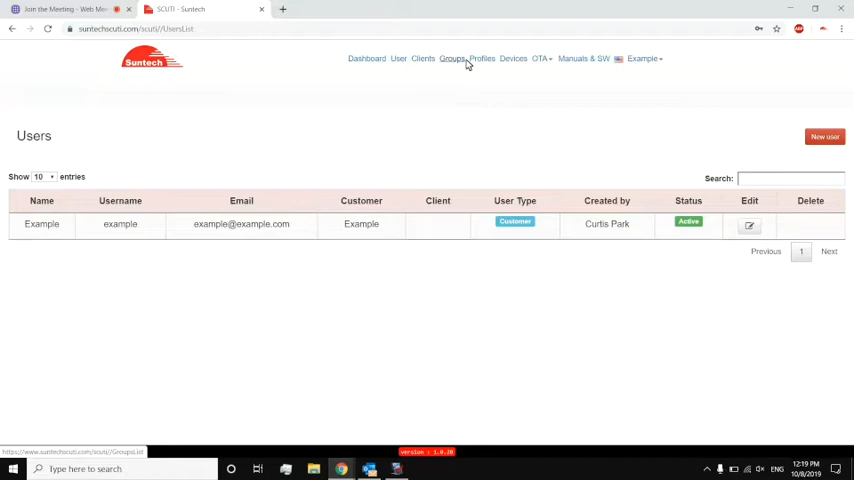 Join the Meeting - Web Me
SCUTI - Suntech
suntechscuti.com/scuti//UsersList
ABP
Suntech
Dashboard User Clients Groups Profiles Devices OTA Manuals & SW Example
Users
New user
Show 10 entries
Search:
Name Username Email Customer Client User Type Created by Status Edit Delete
Example example example@example.com Example Customer Curtis Park Active
Previous 1 Next
https://www.suntechscuti.com/scuti//GroupsList
version : 1.0.20
Type here to search
ENG
12:19 PM
10/8/2019